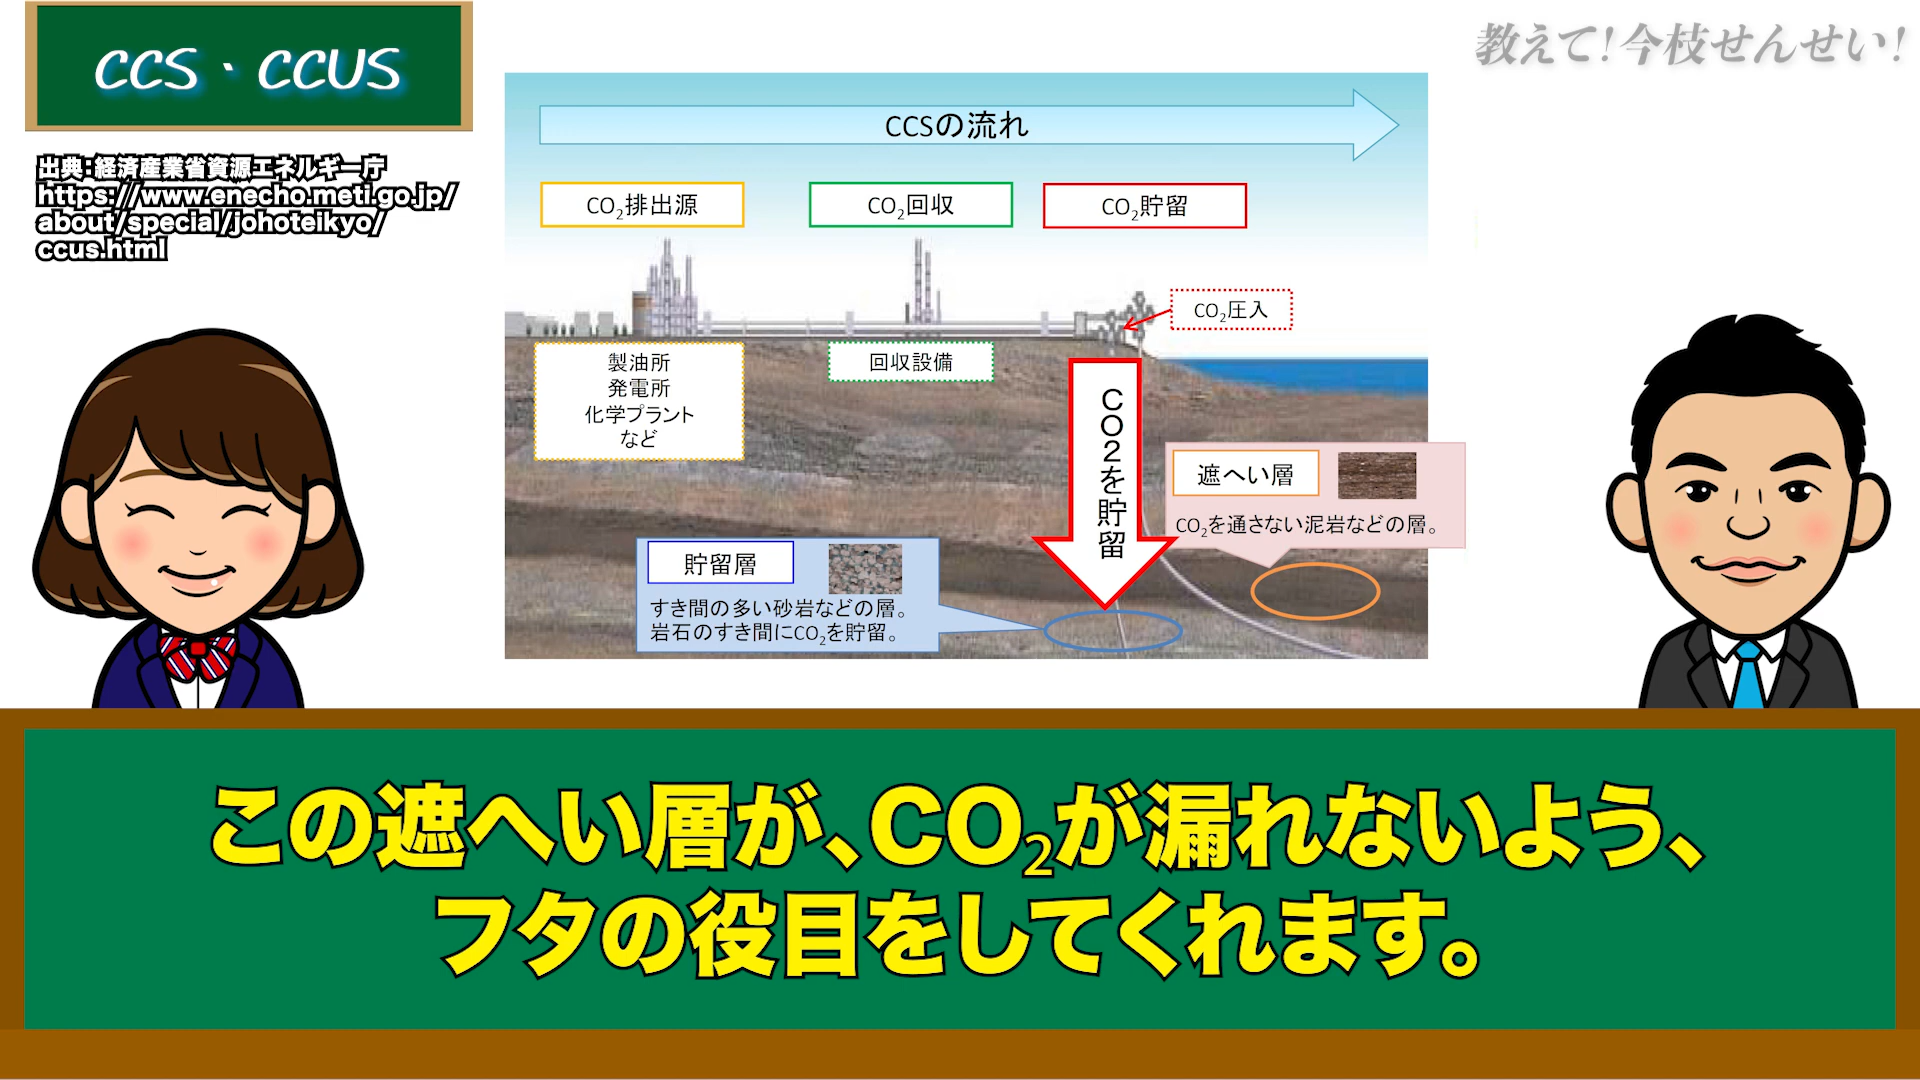 CCS・CCUS
教えて！今枝せんせい！
出典：経済産業省資源エネルギー庁
https://www.enecho.meti.go.jp/
about/special/johoteikyo/
ccus.html
CCSの流れ
CO₂排出源
CO₂回収
CO₂貯留
CO₂圧入
製油所
発電所
化学プラント
など
回収設備
CO2を貯留
遮へい層
CO₂を通さない泥岩などの層。
貯留層
すき間の多い砂岩などの層。
岩石のすき間にCO₂を貯留。
この遮へい層が、CO₂が漏れないよう、
フタの役目をしてくれます。